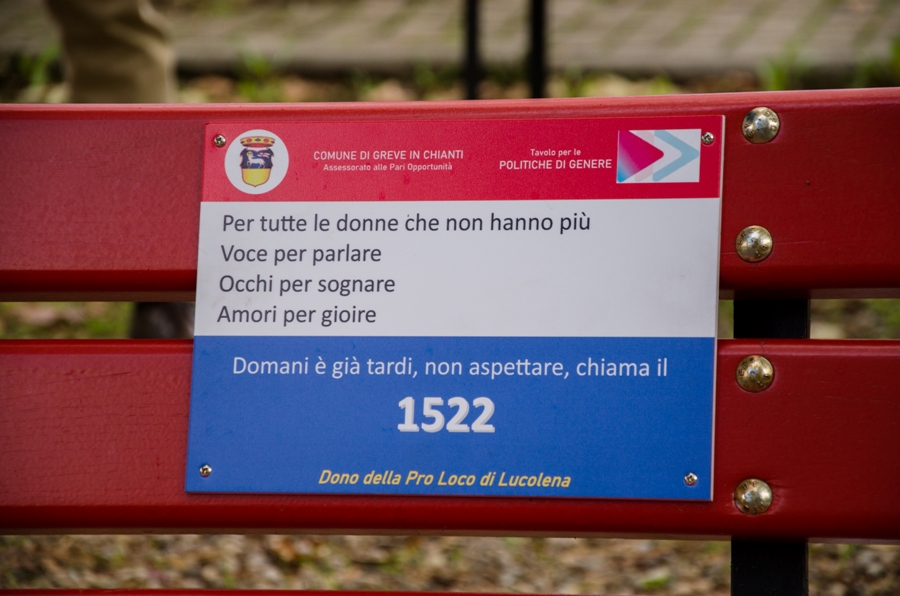 COMUNE DI GREVE IN CHIANTI
Assessorato alle Pari Opportunità
Tavolo per le
POLITICHE DI GENERE
Per tutte le donne che non hanno più
Voce per parlare
Occhi per sognare
Amori per gioire
Domani è già tardi, non aspettare, chiama il
1522
Dono della Pro Loco di Lucolena